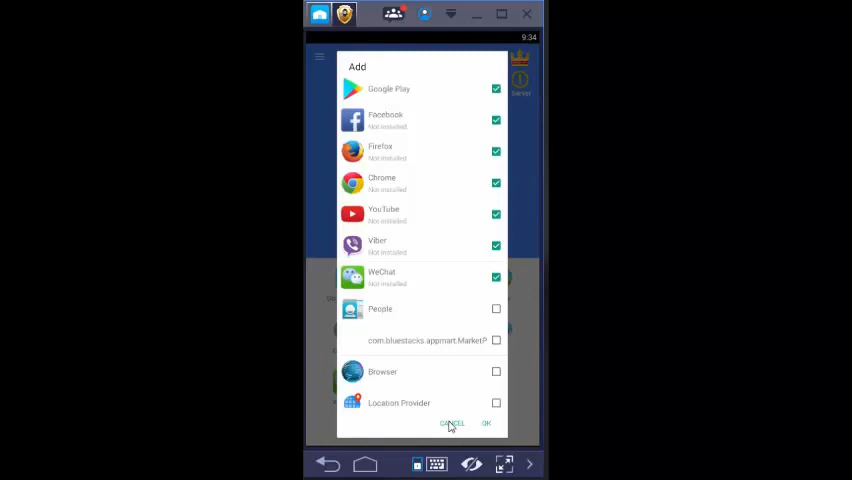 9:34
Add
Google Play
Server
Facebook
Not installed.
Firefox
Not installed
Chrome
Not installed
YouTube
Not installed
Viber
Not installed
WeChat
Not installed
People
com.bluestacks.appmart.MarketP
Browser
Location Provider
CANCEL OK